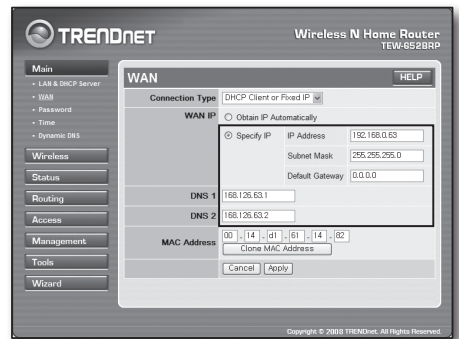 TRENDNET
Wireless N Home Router
TEW-652BRP
Main
• LAN & DHCP Server
• WAN
• Password
• Time
• Dynamic DNS
Wireless
Status
Routing
Access
Management
Tools
Wizard
WAN
HELP
Connection Type DHCP Client or Fixed IP
WAN IP Obtain IP Automatically
Specify IP IP Address 192.168.0.63
Subnet Mask 255.255.255.0
Default Gateway 0.0.0.0
DNS 1 168.126.63.1
DNS 2 168.126.63.2
MAC Address 00 - 14 - d1 - 61 - 14 - 82
Clone MAC Address
Cancel Apply
Copyright © 2008 TRENDnet. All Rights Reserved.